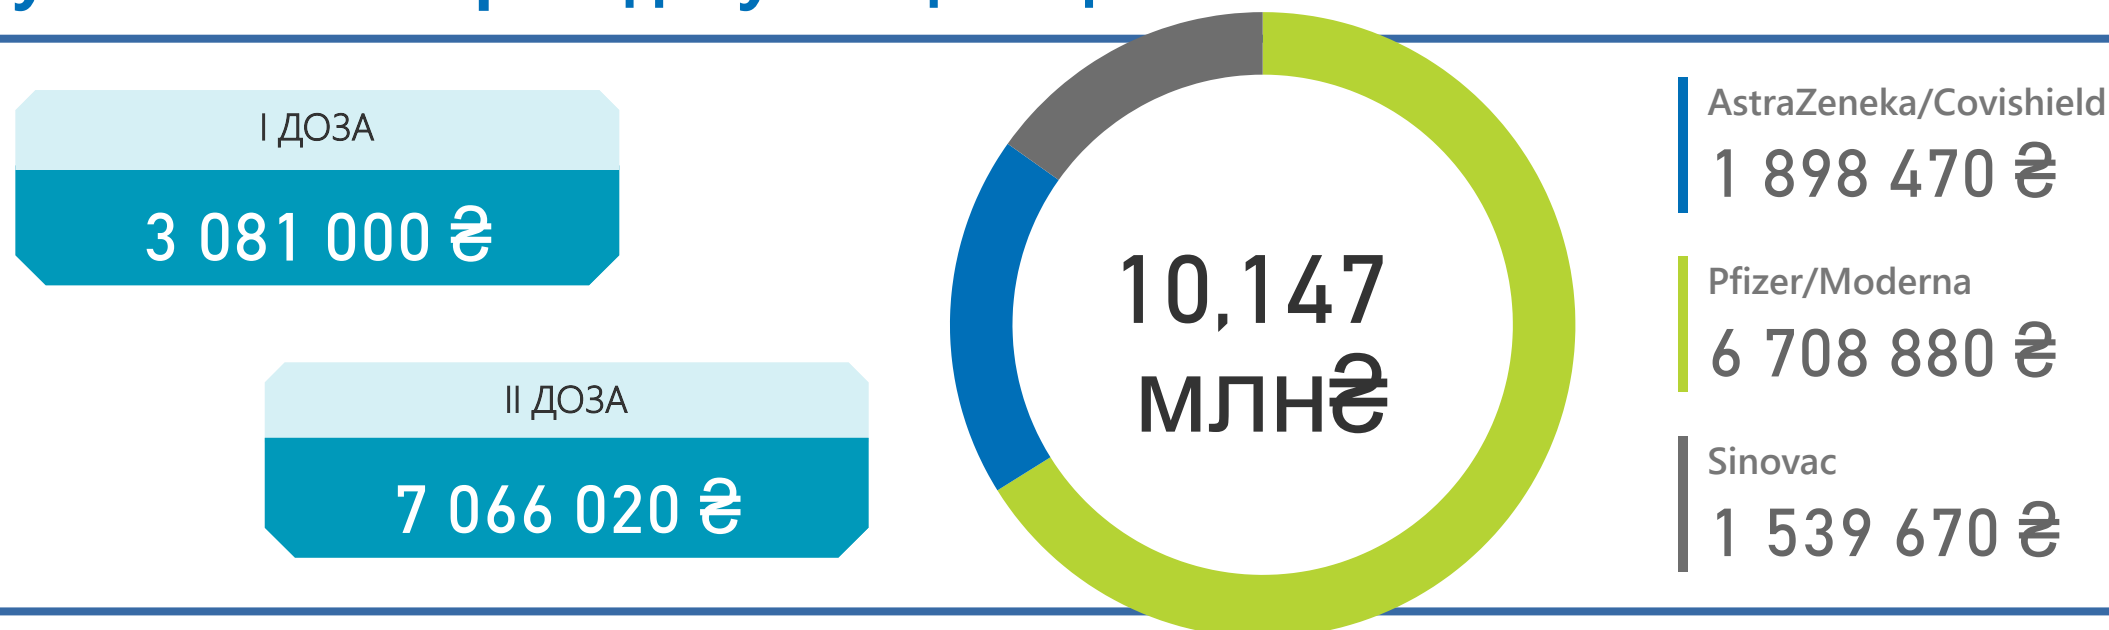 І ДОЗА
3 081 000 ₴
ІІ ДОЗА
7 066 020 ₴
10,147
млн₴
AstraZeneka/Covishield
1 898 470 ₴
Pfizer/Moderna
6 708 880 ₴
Sinovac
1 539 670 ₴